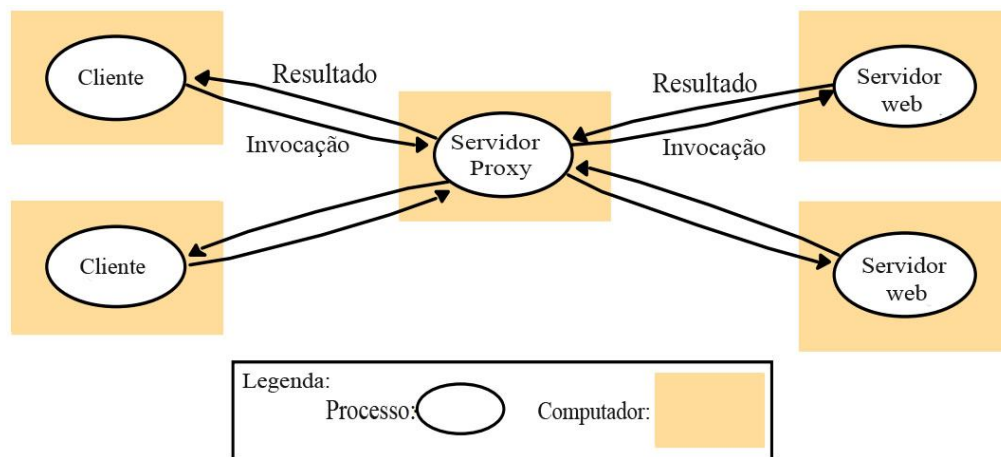 Cliente
Resultado
Invocação
Servidor
Proxy
Resultado
Invocação
Servidor
web
Cliente
Servidor
web
Legenda:
Processo:
Computador: